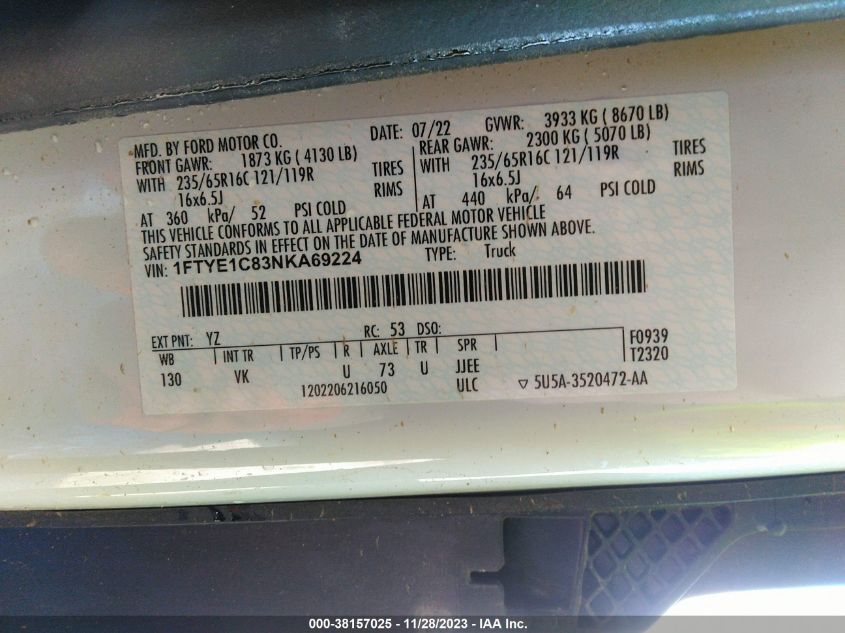 MFD. BY FORD MOTOR CO. DATE: 07/22 GVWR: 3933 KG ( 8670 LB)
FRONT GAWR: 1873 KG ( 4130 LB) REAR GAWR: 2300 KG ( 5070 LB)
WITH 235/65R16C 121/119R TIRES WITH 235/65R16C 121/119R TIRES
16x6.5J RIMS 16x6.5J RIMS
AT 360 kPa/ 52 PSI COLD AT 440 kPa/ 64 PSI COLD
THIS VEHICLE CONFORMS TO ALL APPLICABLE FEDERAL MOTOR VEHICLE
SAFETY STANDARDS IN EFFECT ON THE DATE OF MANUFACTURE SHOWN ABOVE.
VIN: 1FTYE1C83NKA69224 TYPE: Truck
EXT PNT: YZ RC: 53 DSO: F0939
WB INT TR TP/PS R AXLE TR SPR T2320
130 VK U 73 U JJEE
1202206216050 ULC ▽ 5U5A-3520472-AA
000-38157025 - 11/28/2023 - © IAA Inc.